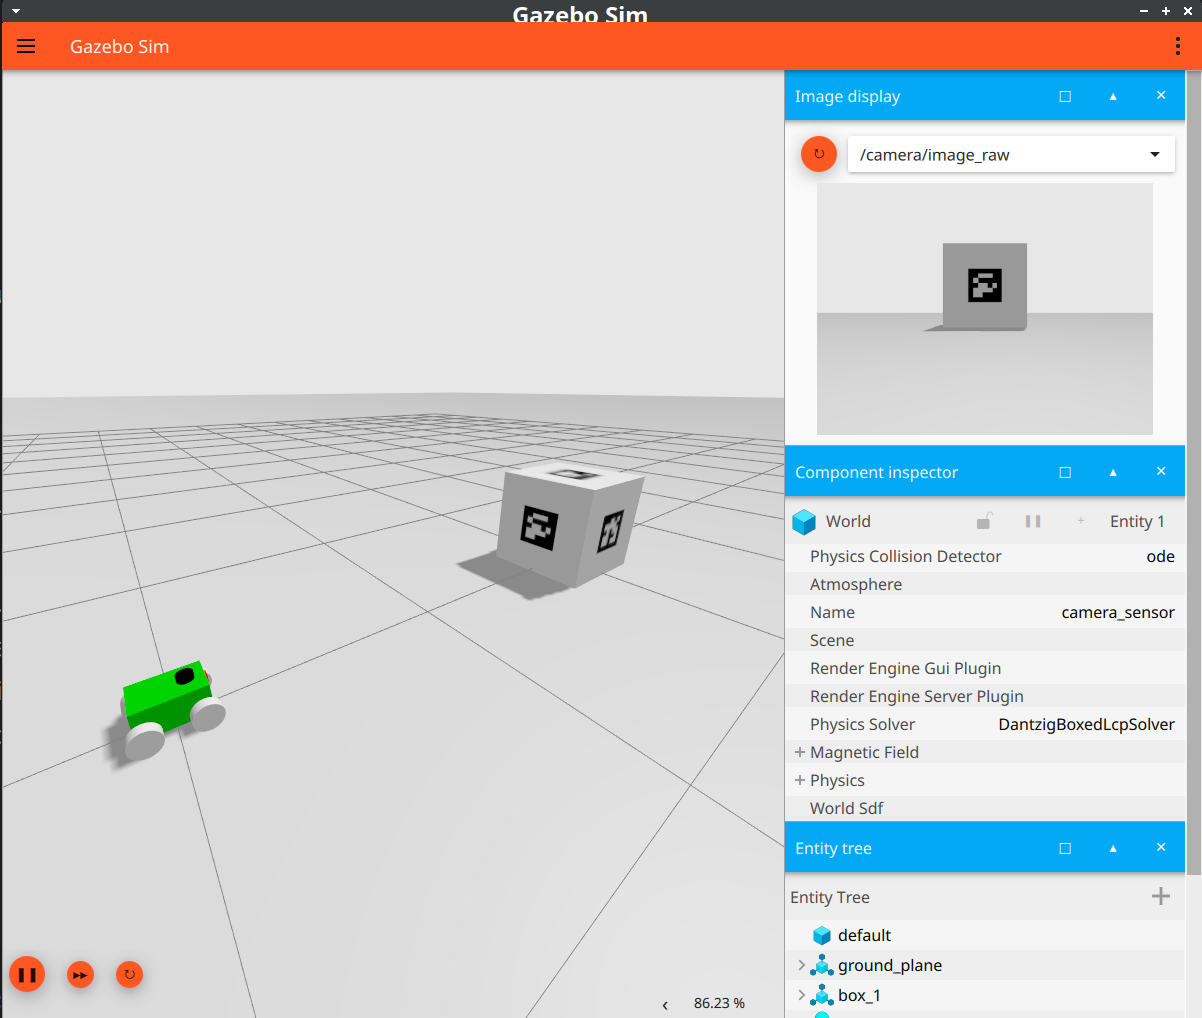 Gazebo Sim
Gazebo Sim
Image display
/camera/image_raw
Component inspector
World Entity 1
Physics Collision Detector ode
Atmosphere
Name camera_sensor
Scene
Render Engine Gui Plugin
Render Engine Server Plugin
Physics Solver DantzigBoxedLcpSolver
Magnetic Field
Physics
World Sdf
Entity tree
Entity Tree
default
ground_plane
box_1
86.23 %